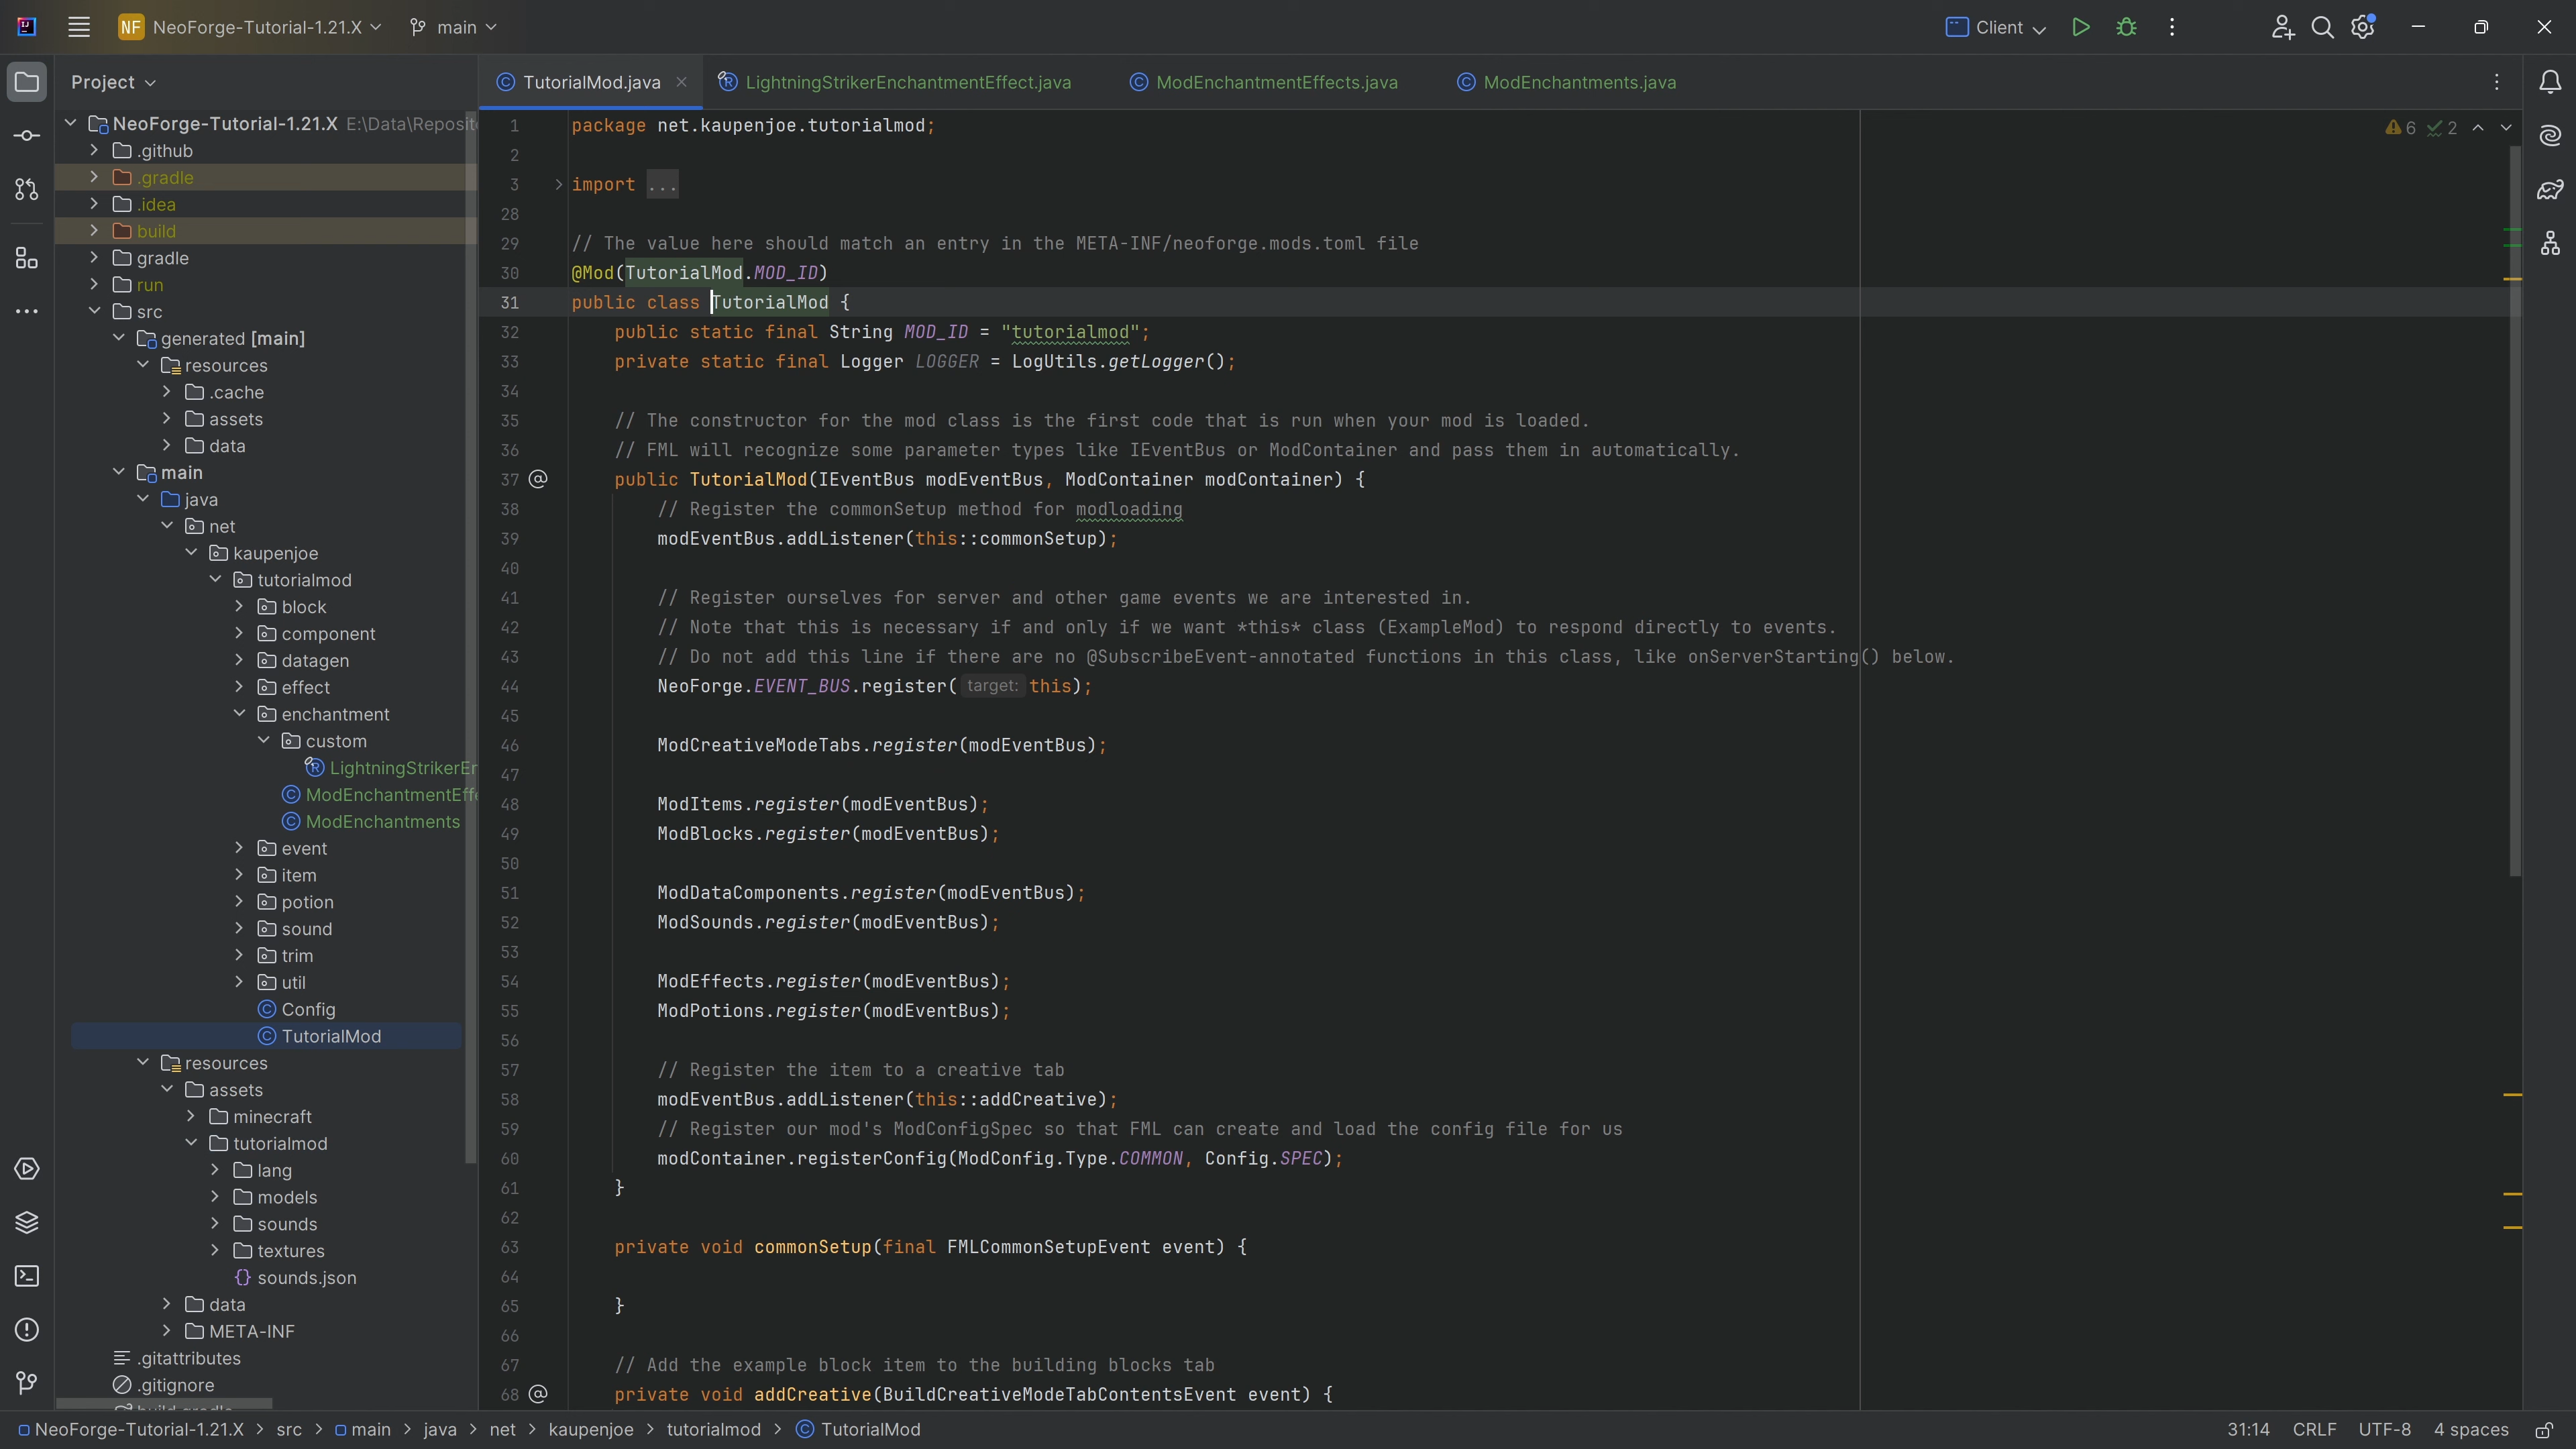 NF NeoForge-Tutorial-1.21.X main Client
Project
TutorialMod.java LightningStrikerEnchantmentEffect.java ModEnchantmentEffects.java ModEnchantments.java
NeoForge-Tutorial-1.21.X E:\Data\Reposit
.github
.gradle
.idea
build
gradle
run
src
generated [main]
resources
.cache
assets
data
main
java
net
kaupenjoe
tutorialmod
block
component
datagen
effect
enchantment
custom
LightningStrikerEn
ModEnchantmentEffe
ModEnchantments
event
item
potion
sound
trim
util
Config
TutorialMod
resources
assets
minecraft
tutorialmod
lang
models
sounds
textures
sounds.json
data
META-INF
.gitattributes
.gitignore
6 2
1 package net.kaupenjoe.tutorialmod;
2
3 import ...
28
29 // The value here should match an entry in the META-INF/neoforge.mods.toml file
30 @Mod(TutorialMod.MOD_ID)
31 public class TutorialMod {
32 public static final String MOD_ID = "tutorialmod";
33 private static final Logger LOGGER = LogUtils.getLogger();
34
35 // The constructor for the mod class is the first code that is run when your mod is loaded.
36 // FML will recognize some parameter types like IEventBus or ModContainer and pass them in automatically.
37 @ public TutorialMod(IEventBus modEventBus, ModContainer modContainer) {
38 // Register the commonSetup method for modloading
39 modEventBus.addListener(this::commonSetup);
40
41 // Register ourselves for server and other game events we are interested in.
42 // Note that this is necessary if and only if we want *this* class (ExampleMod) to respond directly to events.
43 // Do not add this line if there are no @SubscribeEvent-annotated functions in this class, like onServerStarting() below.
44 NeoForge.EVENT_BUS.register( target: this);
45
46 ModCreativeModeTabs.register(modEventBus);
47
48 ModItems.register(modEventBus);
49 ModBlocks.register(modEventBus);
50
51 ModDataComponents.register(modEventBus);
52 ModSounds.register(modEventBus);
53
54 ModEffects.register(modEventBus);
55 ModPotions.register(modEventBus);
56
57 // Register the item to a creative tab
58 modEventBus.addListener(this::addCreative);
59 // Register our mod's ModConfigSpec so that FML can create and load the config file for us
60 modContainer.registerConfig(ModConfig.Type.COMMON, Config.SPEC);
61 }
62
63 private void commonSetup(final FMLCommonSetupEvent event) {
64
65 }
66
67 // Add the example block item to the building blocks tab
68 @ private void addCreative(BuildCreativeModeTabContentsEvent event) {
NeoForge-Tutorial-1.21.X > src > main > java > net > kaupenjoe > tutorialmod > TutorialMod 31:14 CRLF UTF-8 4 spaces